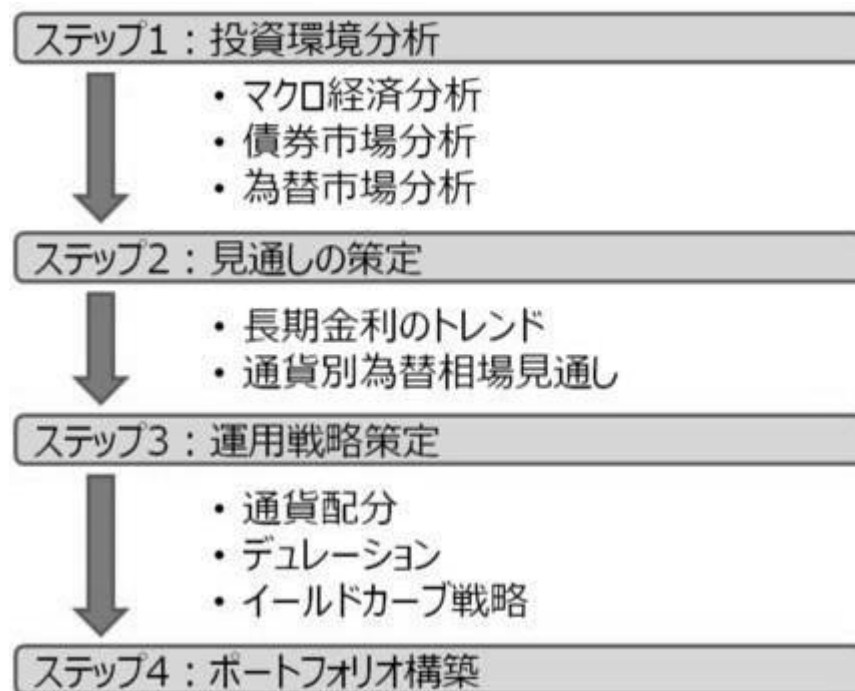 ステップ1：投資環境分析
・マクロ経済分析
・債券市場分析
・為替市場分析
ステップ2：見通しの策定
・長期金利のトレンド
・通貨別為替相場見通し
ステップ3：運用戦略策定
・通貨配分
・デュレーション
・イールドカーブ戦略
ステップ4：ポートフォリオ構築